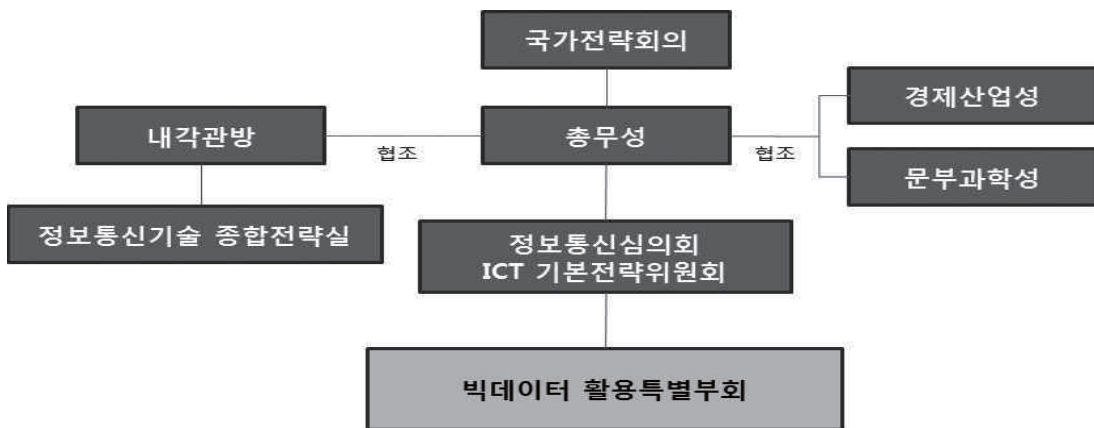 국가전략회의
경제산업성
내각관방
협조
총무성
협조
문부과학성
정보통신기술 종합전략실
정보통신심의회
ICT 기본전략위원회
빅데이터 활용특별부회